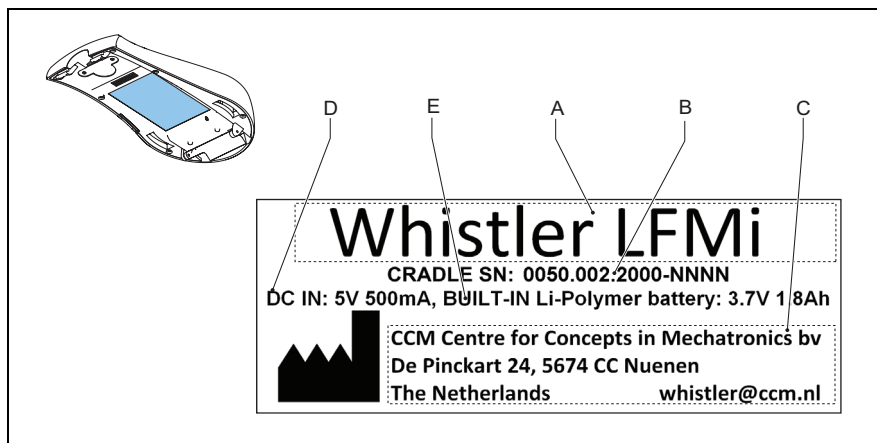 D E A B C
Whistler LFMi
CRADLE SN: 0050.002.2000-NNNN
DC IN: 5V 500mA, BUILT-IN Li-Polymer battery: 3.7V 1.8Ah
CCM Centre for Concepts in Mechatronics bv
De Pinckart 24, 5674 CC Nuenen
The Netherlands whistler@ccm.nl